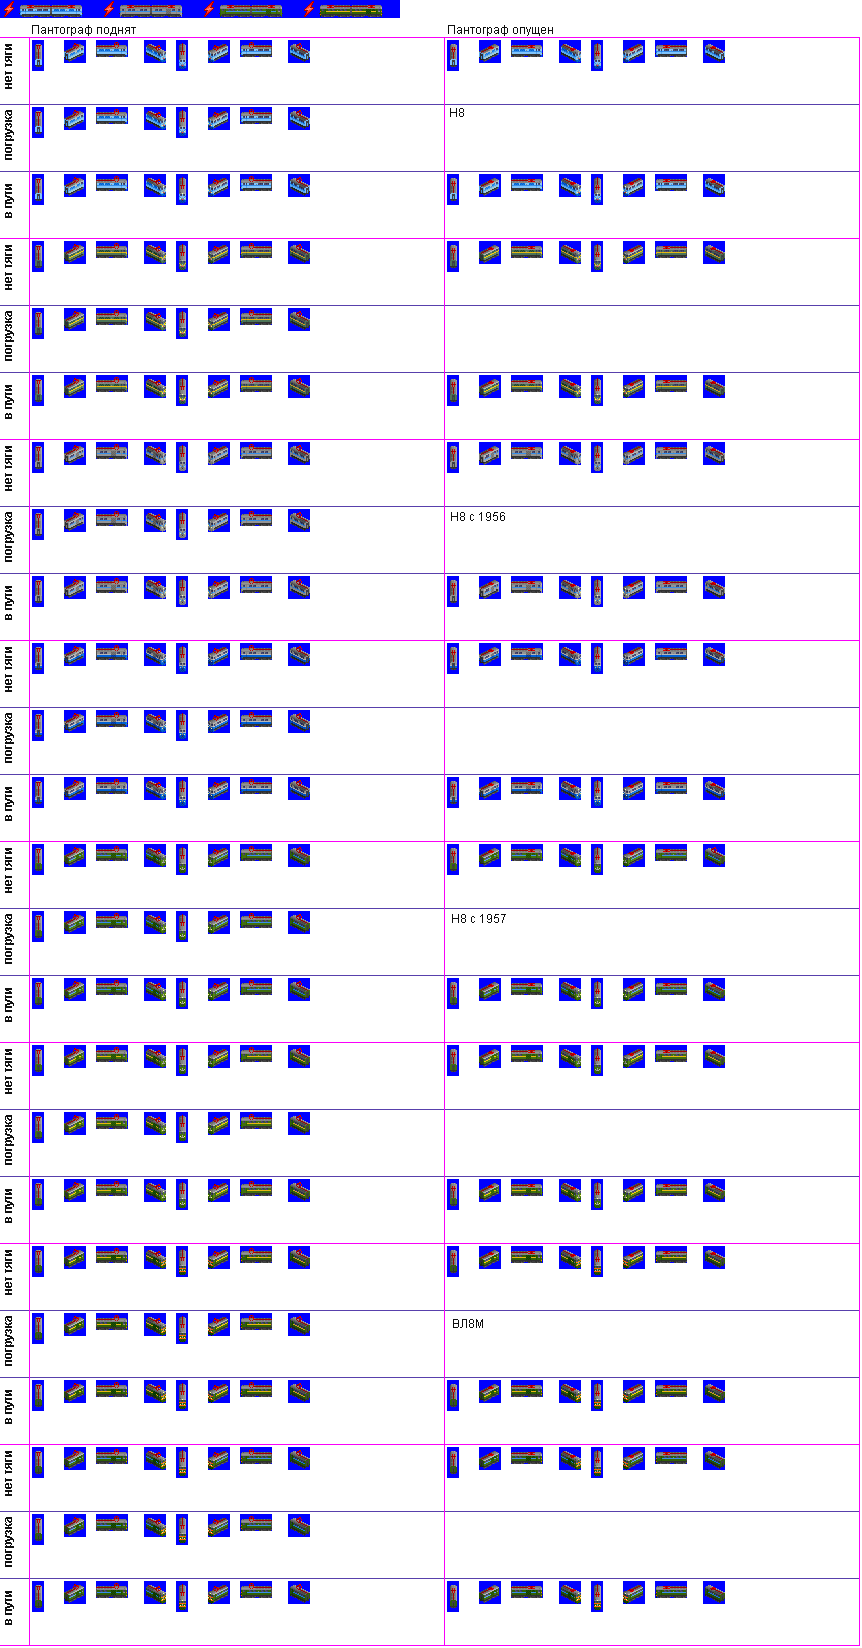 Пантограф поднят
Пантограф опущен
нет тяги
погрузка
Н8
в пути
нет тяги
погрузка
в пути
нет тяги
погрузка
Н8 с 1956
в пути
нет тяги
погрузка
в пути
нет тяги
погрузка
Н8 с 1957
в пути
нет тяги
погрузка
в пути
нет тяги
погрузка
ВЛ8М
в пути
нет тяги
погрузка
в пути